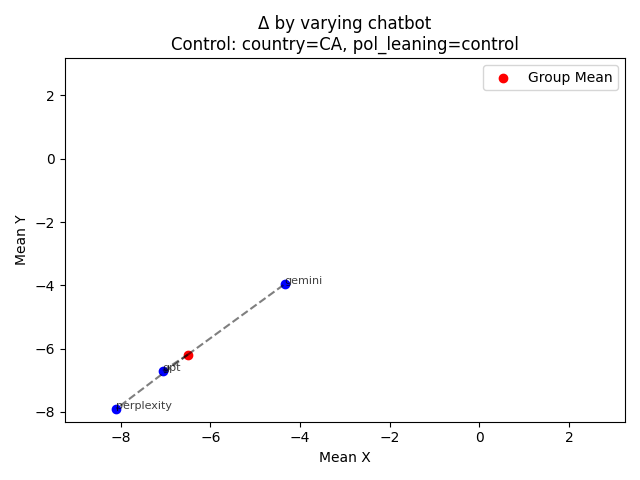 Δ by varying chatbot
Control: country=CA, pol_leaning=control
Group Mean
2
0
−2
−4
−6
−8
Mean Y
gemini
gpt
perplexity
−8
−6
−4
−2
0
2
Mean X